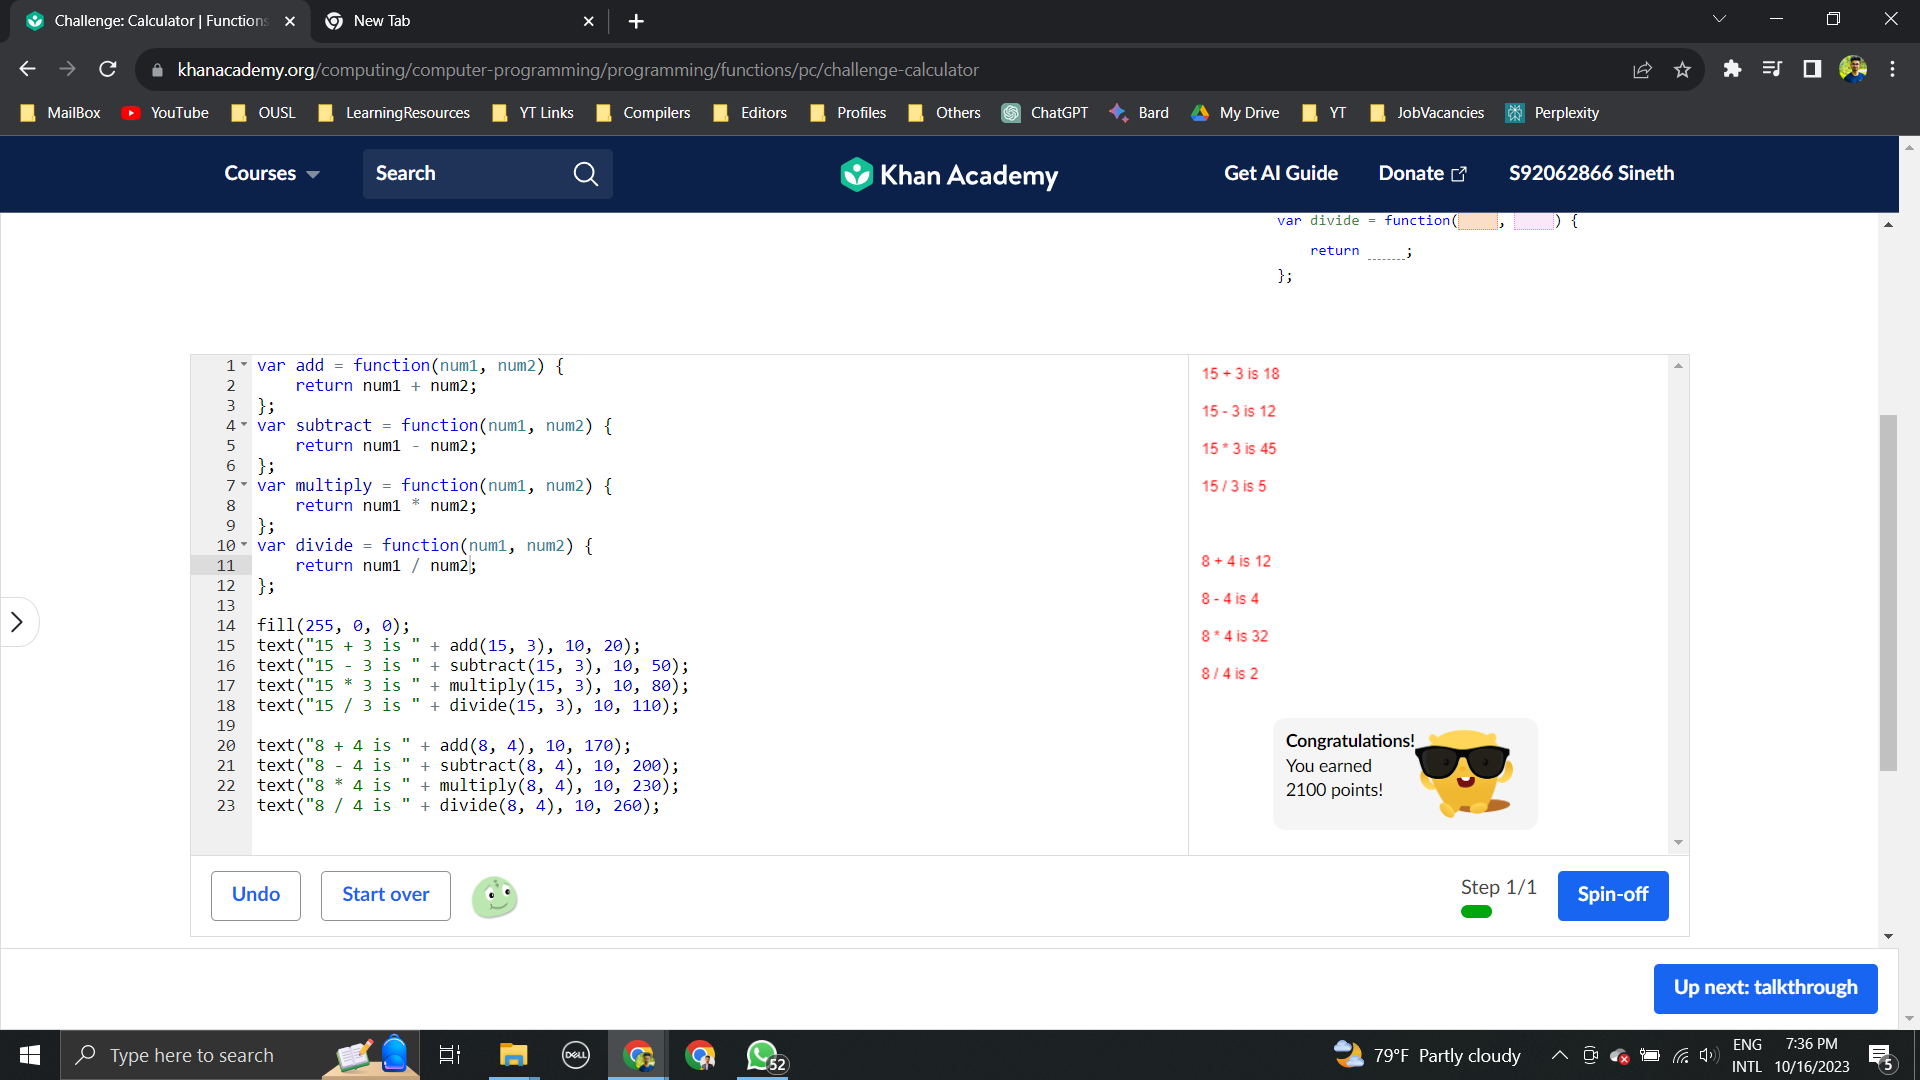 Challenge: Calculator | Functions
New Tab
khanacademy.org/computing/computer-programming/programming/functions/pc/challenge-calculator
MailBox YouTube OUSL LearningResources YT Links Compilers Editors Profiles Others ChatGPT Bard My Drive YT JobVacancies Perplexity
Courses Search Khan Academy Get AI Guide Donate S92062866 Sineth
var divide = function( , ) {
return ______;
};
1 var add = function(num1, num2) {
2 return num1 + num2;
3 };
4 var subtract = function(num1, num2) {
5 return num1 - num2;
6 };
7 var multiply = function(num1, num2) {
8 return num1 * num2;
9 };
10 var divide = function(num1, num2) {
11 return num1 / num2;
12 };
13
14 fill(255, 0, 0);
15 text("15 + 3 is " + add(15, 3), 10, 20);
16 text("15 - 3 is " + subtract(15, 3), 10, 50);
17 text("15 * 3 is " + multiply(15, 3), 10, 80);
18 text("15 / 3 is " + divide(15, 3), 10, 110);
19
20 text("8 + 4 is " + add(8, 4), 10, 170);
21 text("8 - 4 is " + subtract(8, 4), 10, 200);
22 text("8 * 4 is " + multiply(8, 4), 10, 230);
23 text("8 / 4 is " + divide(8, 4), 10, 260);
15 + 3 is 18
15 - 3 is 12
15 * 3 is 45
15 / 3 is 5
8 + 4 is 12
8 - 4 is 4
8 * 4 is 32
8 / 4 is 2
Congratulations!
You earned
2100 points!
Undo Start over Step 1/1 Spin-off
Up next: talkthrough
Type here to search
DELL
52
79°F Partly cloudy
ENG
INTL
7:36 PM
10/16/2023
5